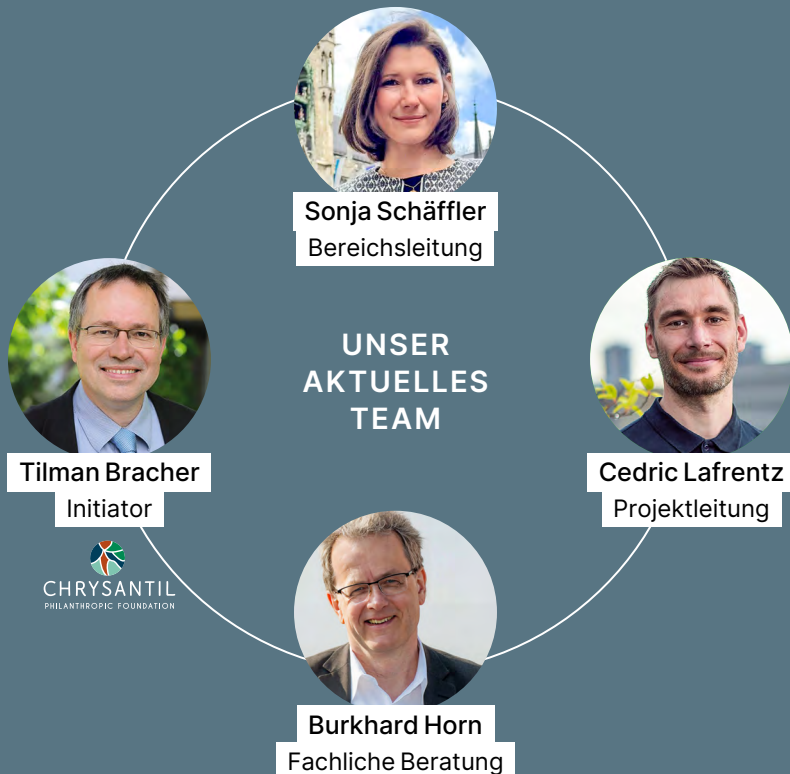 Sonja Schäffler
Bereichsleitung
UNSER
AKTUELLES
TEAM
Tilman Bracher
Initiator
Cedric Lafrentz
Projektleitung
CHRYSANTIL
PHILANTHROPIC FOUNDATION
Burkhard Horn
Fachliche Beratung